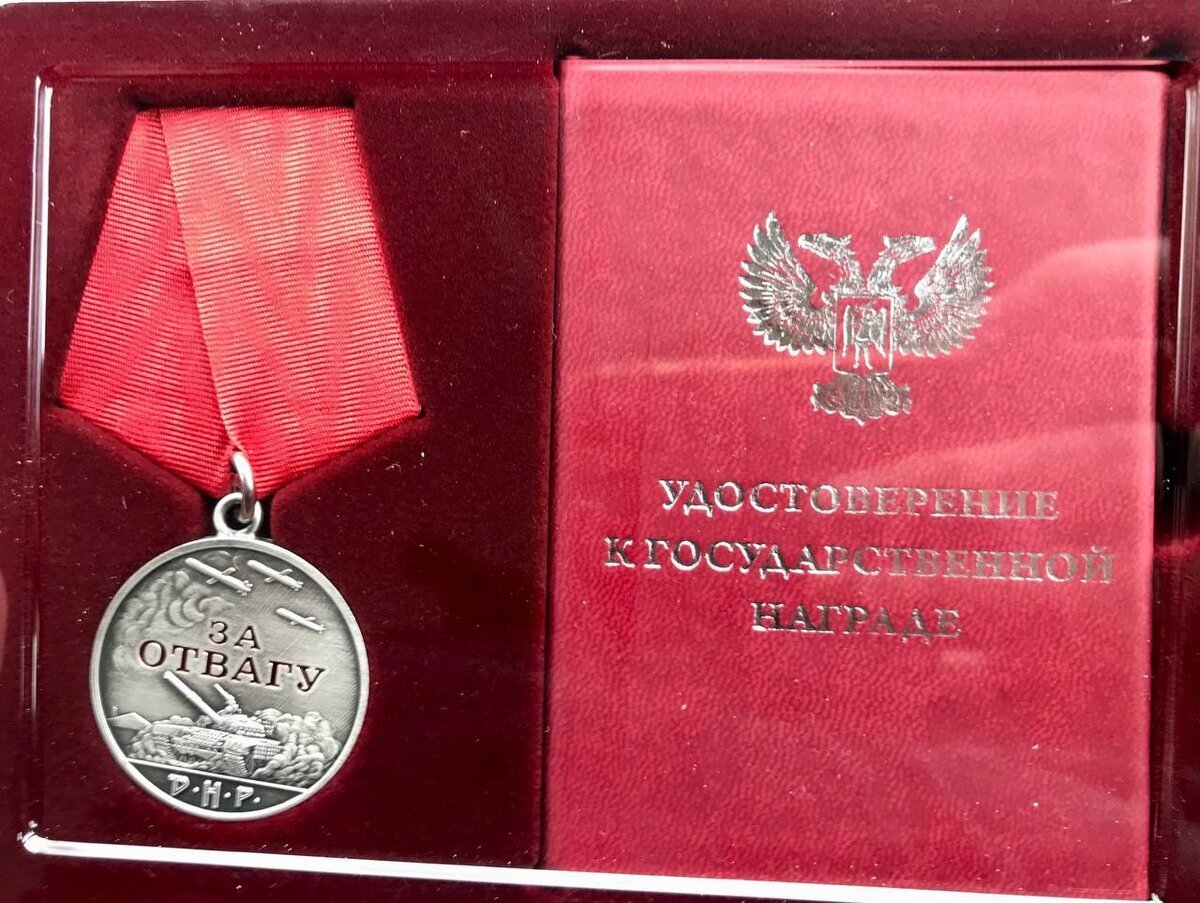 ЗА
ОТВАГУ
Д·Н·Р·
УДОСТОВЕРЕНИЕ
К ГОСУДАРСТВЕННОЙ
НАГРАДЕ